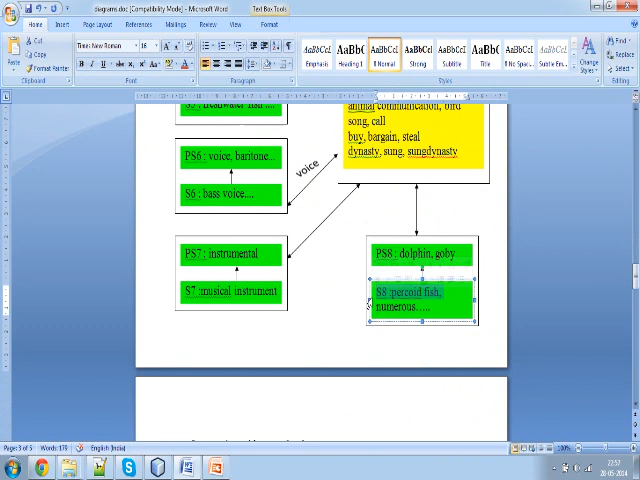 diagrams.doc [Compatibility Mode] - Microsoft Word
Text Box Tools
Home Insert Page Layout References Mailings Review View Format
Cut
Copy
Format Painter
Paste
Clipboard
Times New Roman 16
Font
Paragraph
AaBbCcI AaBbC AaBbCcI AaBbCcI AaBbCcI AaBbC AaBbCcI AaBbCcI
Emphasis Heading 1 ¶ Normal Strong Subtitle Title ¶ No Spac... Subtle Em...
Change Styles
Styles
Find
Replace
Select
Editing
S5 : freshwater fish....
animal communication, bird
song, call
buy, bargain, steal
dynasty, sung, sungdynasty
PS6 : voice, baritone...
S6 : bass voice....
voice
PS7 : instrumental
S7 :musical instrument
PS8 : dolphin, goby
S8 :percoid fish,
numerous.....
Page: 3 of 5 Words: 179 English (India)
100%
22:57
28-05-2014